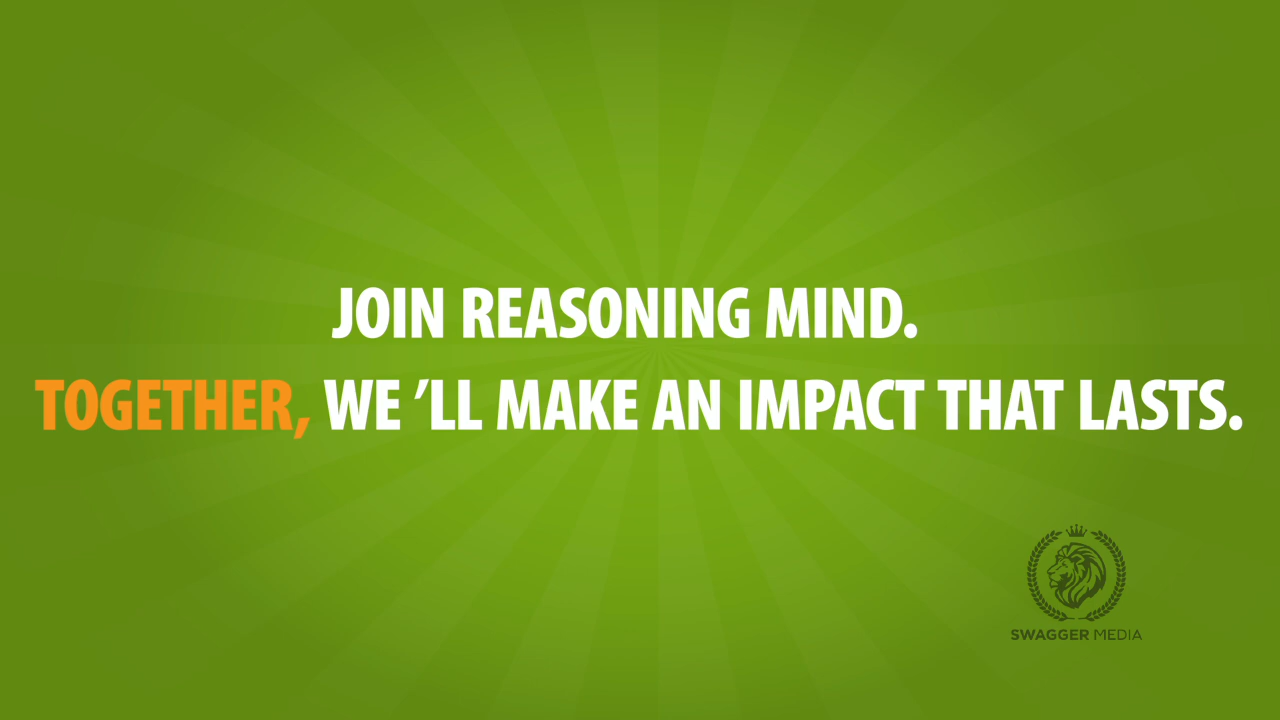 JOIN REASONING MIND.
TOGETHER, WE ’LL MAKE AN IMPACT THAT LASTS.
SWAGGER MEDIA